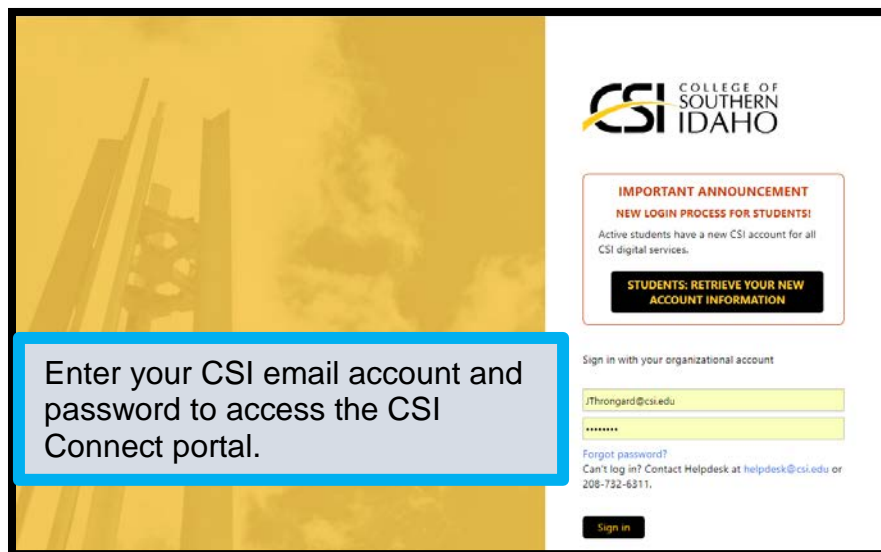 CSI COLLEGE OF
SOUTHERN
IDAHO
IMPORTANT ANNOUNCEMENT
NEW LOGIN PROCESS FOR STUDENTS!
Active students have a new CSI account for all
CSI digital services.
STUDENTS: RETRIEVE YOUR NEW
ACCOUNT INFORMATION
Enter your CSI email account and
password to access the CSI
Connect portal.
Sign in with your organizational account
JThrongard@csi.edu
••••••••
Forgot password?
Can't log in? Contact Helpdesk at helpdesk@csi.edu or
208-732-6311.
Sign in